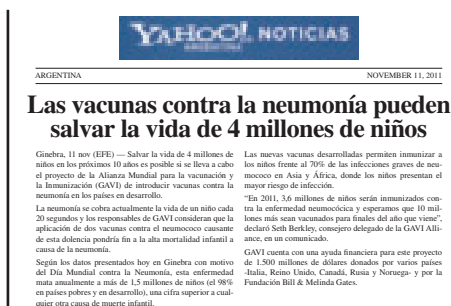 YAHOO! NOTICIAS
ARGENTINA
ARGENTINA
NOVEMBER 11, 2011
Las vacunas contra la neumonía pueden
salvar la vida de 4 millones de niños
Ginebra, 11 nov (EFE) — Salvar la vida de 4 millones de
niños en los próximos 10 años es posible si se lleva a cabo
el proyecto de la Alianza Mundial para la vacunación y
la Inmunización (GAVI) de introducir vacunas contra la
neumonía en los países en desarrollo.
La neumonía se cobra actualmente la vida de un niño cada
20 segundos y los responsables de GAVI consideran que la
aplicación de dos vacunas contra el neumococo causante
de esta dolencia pondría fin a la alta mortalidad infantil a
causa de la neumonía.
Según los datos presentados hoy en Ginebra con motivo
del Día Mundial contra la Neumonía, esta enfermedad
mata anualmente a más de 1,5 millones de niños (el 98%
en países pobres y en desarrollo), una cifra superior a cual-
quier otra causa de muerte infantil.
Las nuevas vacunas desarrolladas permiten inmunizar a
los niños frente al 70% de las infecciones graves de neu-
mococo en Asia y África, donde los niños presentan el
mayor riesgo de infección.
“En 2011, 3,6 millones de niños serán inmunizados con-
tra la enfermedad neumocócica y esperamos que 10 mil-
lones más sean vacunados para finales del año que viene”,
declaró Seth Berkley, consejero delegado de la GAVI Alli-
ance, en un comunicado.
GAVI cuenta con una ayuda financiera para este proyecto
de 1.500 millones de dólares donados por varios países
-Italia, Reino Unido, Canadá, Rusia y Noruega- y por la
Fundación Bill & Melinda Gates.